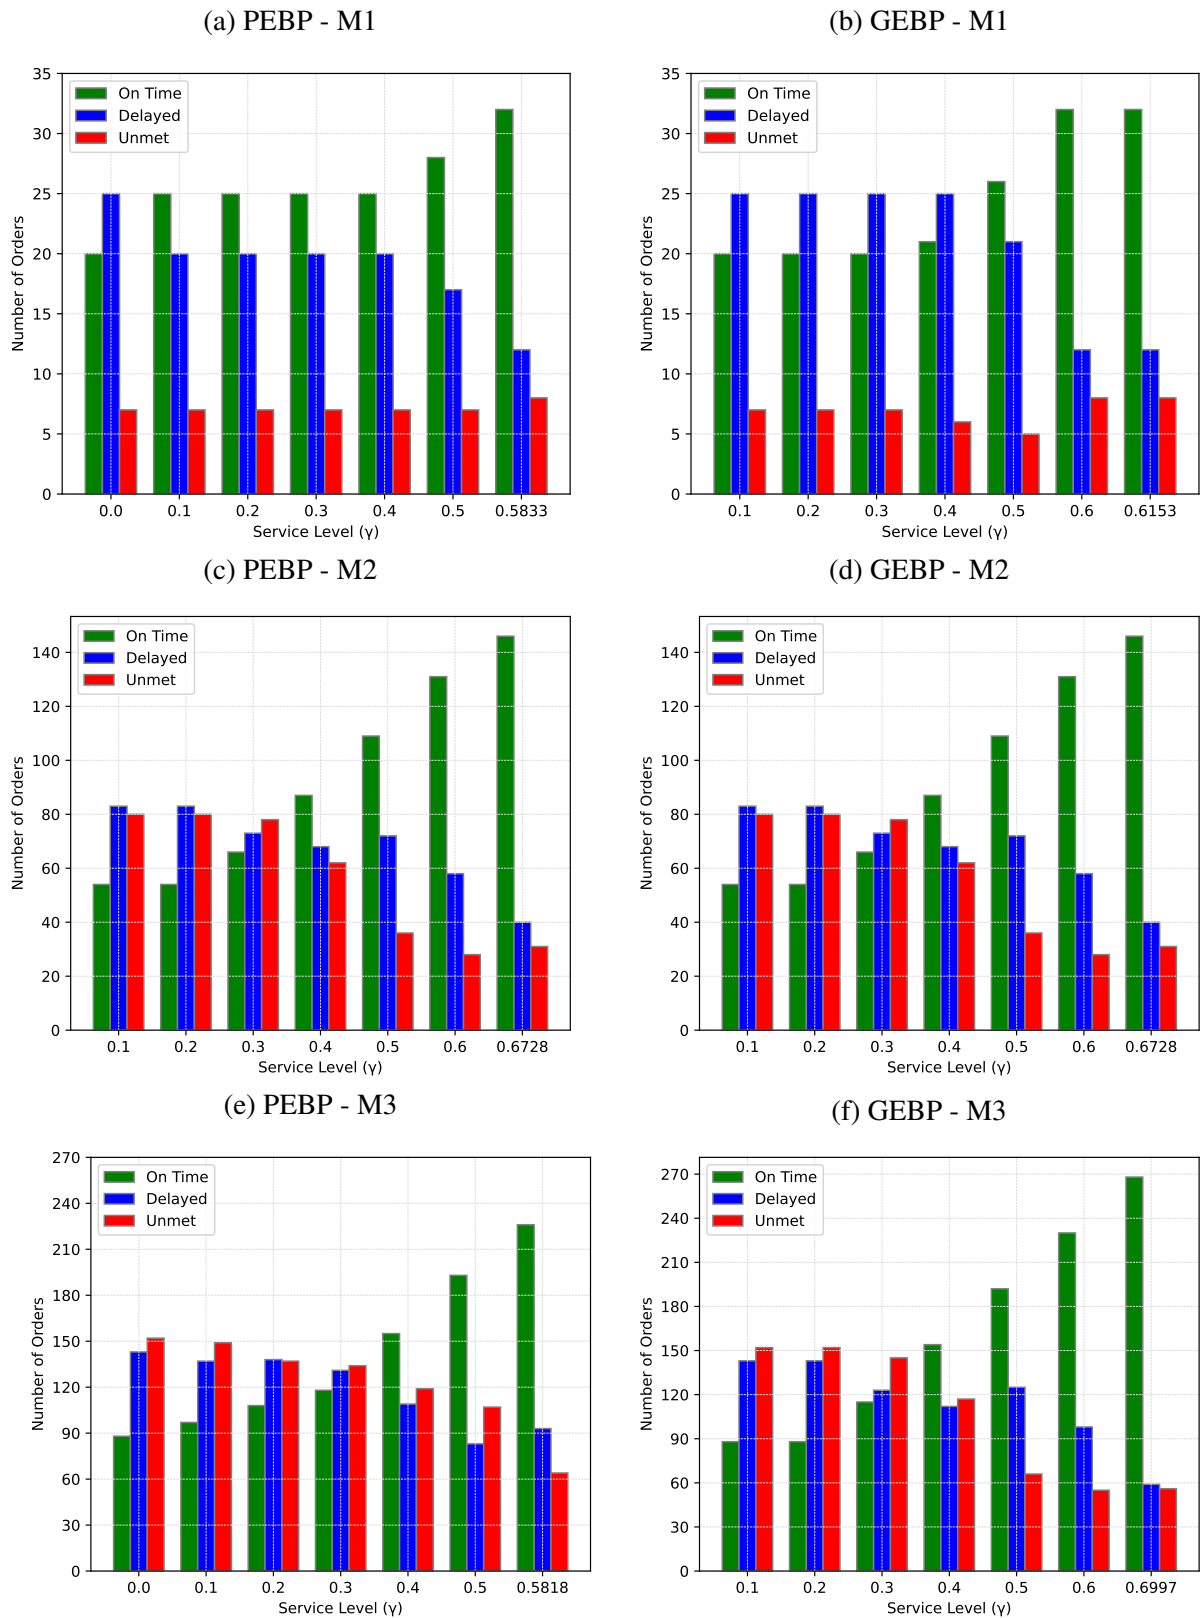 (a) PEBP - M1
35
30
25
20
15
10
5
0
Number of Orders
On Time
Delayed
Unmet
0.0 0.1 0.2 0.3 0.4 0.5 0.5833
Service Level (γ)
(b) GEBP - M1
35
30
25
20
15
10
5
0
Number of Orders
On Time
Delayed
Unmet
0.1 0.2 0.3 0.4 0.5 0.6 0.6153
Service Level (γ)
(c) PEBP - M2
140
120
100
80
60
40
20
0
Number of Orders
On Time
Delayed
Unmet
0.1 0.2 0.3 0.4 0.5 0.6 0.6728
Service Level (γ)
(d) GEBP - M2
140
120
100
80
60
40
20
0
Number of Orders
On Time
Delayed
Unmet
0.1 0.2 0.3 0.4 0.5 0.6 0.6728
Service Level (γ)
(e) PEBP - M3
270
240
210
180
150
120
90
60
30
0
Number of Orders
On Time
Delayed
Unmet
0.0 0.1 0.2 0.3 0.4 0.5 0.5818
Service Level (γ)
(f) GEBP - M3
270
240
210
180
150
120
90
60
30
0
Number of Orders
On Time
Delayed
Unmet
0.1 0.2 0.3 0.4 0.5 0.6 0.6997
Service Level (γ)